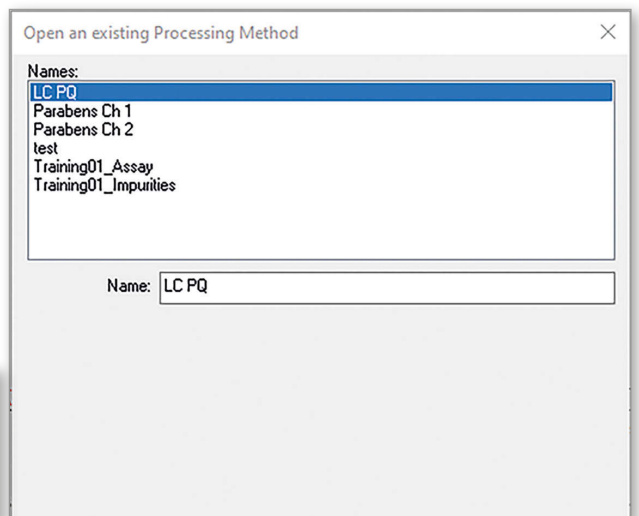 Open an existing Processing Method
Names:
LC PQ
Parabens Ch 1
Parabens Ch 2
test
Training01_Assay
Training01_Impurities
Name: LC PQ